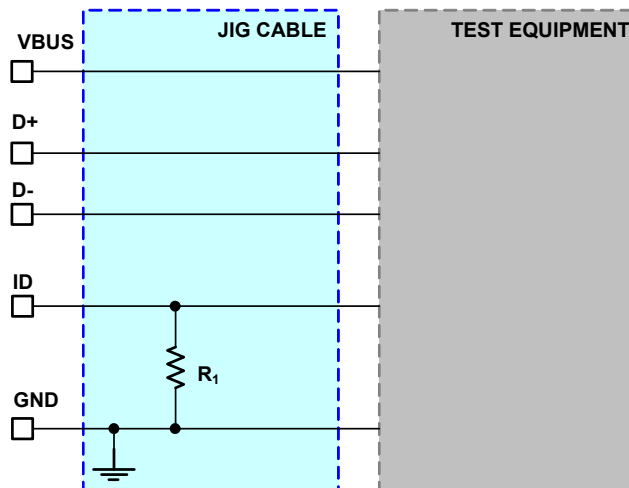 JIG CABLE
TEST EQUIPMENT
VBUS
D+
D-
ID
R₁
GND